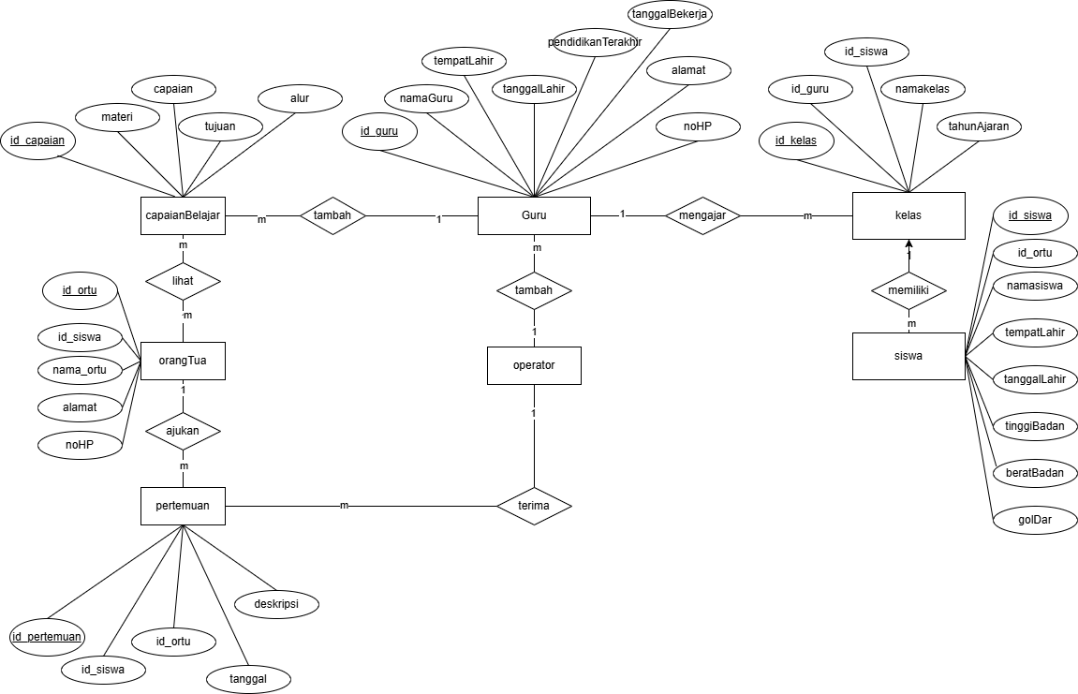 tanggalBekerja
pendidikanTerakhir
id_siswa
tempatLahir
alamat
capaian
tanggalLahir
id_guru
namakelas
alur
namaGuru
materi
tujuan
id_guru
noHP
tahunAjaran
id_capaian
id_kelas
capaianBelajar
m
tambah
1
Guru
1
mengajar
m
kelas
id_siswa
m
m
1
id_ortu
lihat
id_ortu
tambah
memiliki
namasiswa
m
m
id_siswa
1
tempatLahir
orangTua
operator
siswa
nama_ortu
1
tanggalLahir
alamat
1
ajukan
tinggiBadan
noHP
m
beratBadan
pertemuan
m
terima
golDar
deskripsi
id_pertemuan
id_ortu
id_siswa
tanggal